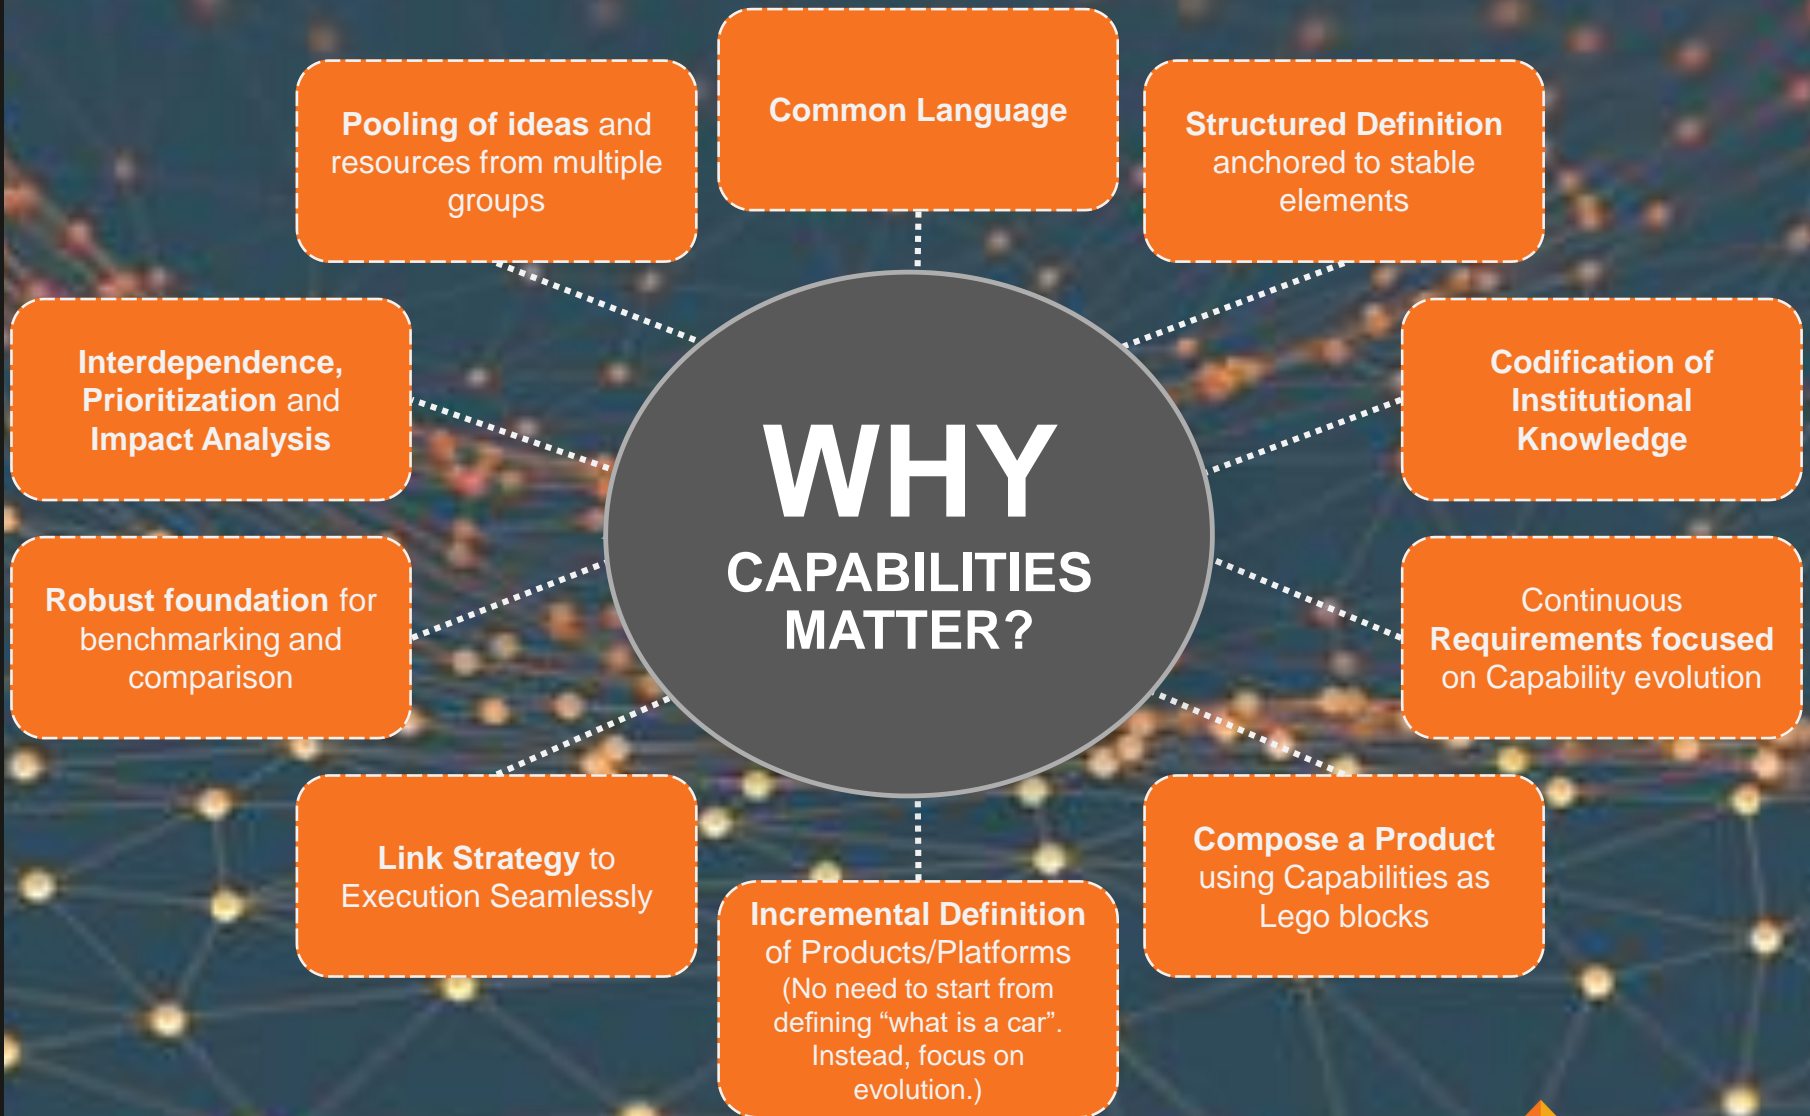 Common Language
Pooling of ideas and
resources from multiple
groups
Structured Definition
anchored to stable
elements
Interdependence,
Prioritization and
Impact Analysis
Codification of
Institutional
Knowledge
WHY
CAPABILITIES
MATTER?
Robust foundation for
benchmarking and
comparison
Continuous
Requirements focused
on Capability evolution
Link Strategy to
Execution Seamlessly
Compose a Product
using Capabilities as
Lego blocks
Incremental Definition
of Products/Platforms
(No need to start from
defining “what is a car”.
Instead, focus on
evolution.)